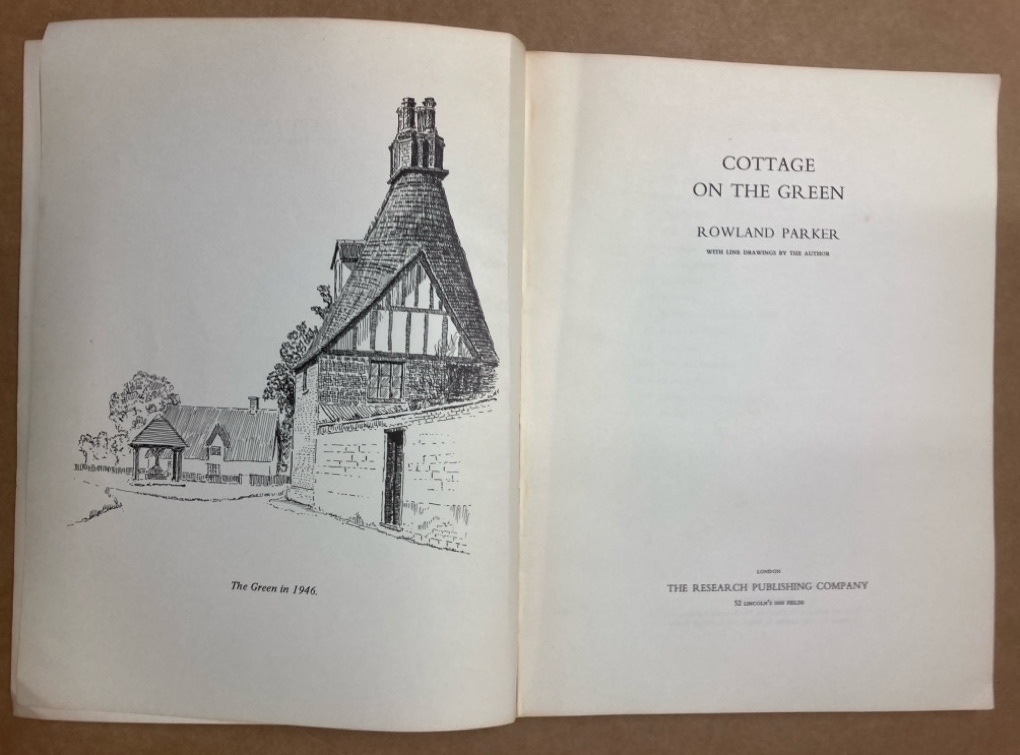 The Green in 1946.
COTTAGE
ON THE GREEN
ROWLAND PARKER
WITH LINE DRAWINGS BY THE AUTHOR
LONDON
THE RESEARCH PUBLISHING COMPANY
52 LINCOLN'S INN FIELDS